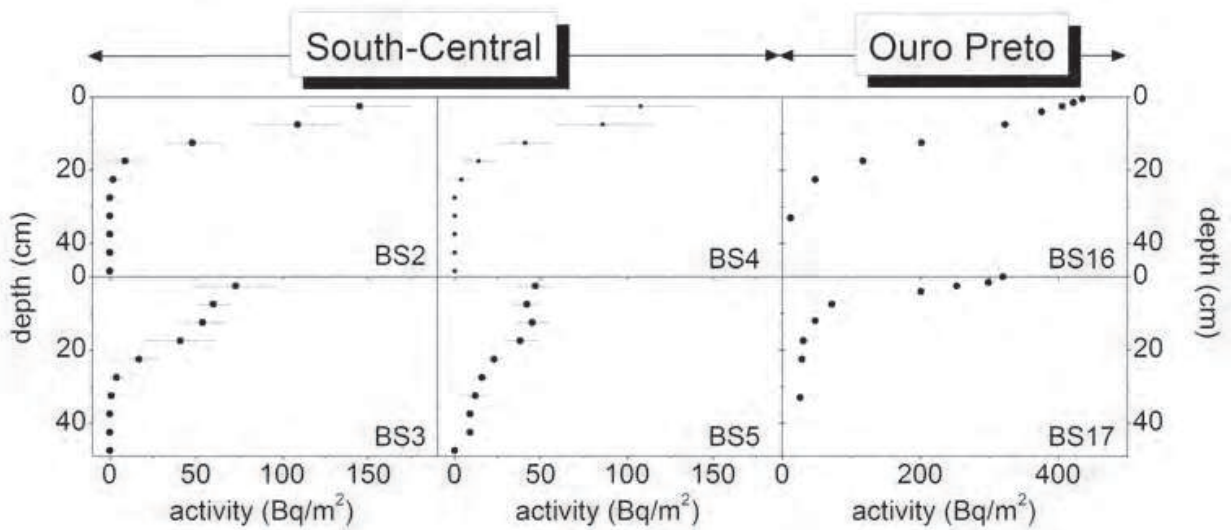 South-Central Ouro Preto
0 0
20 20
40 40
BS2 BS4 BS16
0 0
depth (cm) depth (cm)
20 20
40 40
BS3 BS5 BS17
0 50 100 150 0 50 100 150 0 200 400
activity (Bq/m²) activity (Bq/m²) activity (Bq/m²)